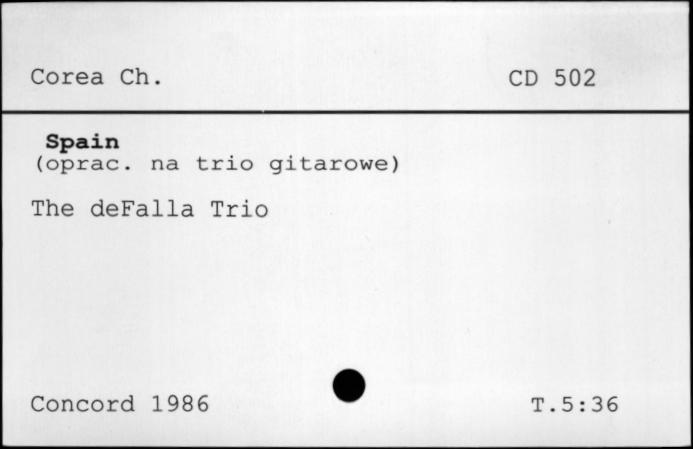 Corea Ch. CD 502
Spain
(oprac. na trio gitarowe)
The deFalla Trio
Concord 1986 T.5:36